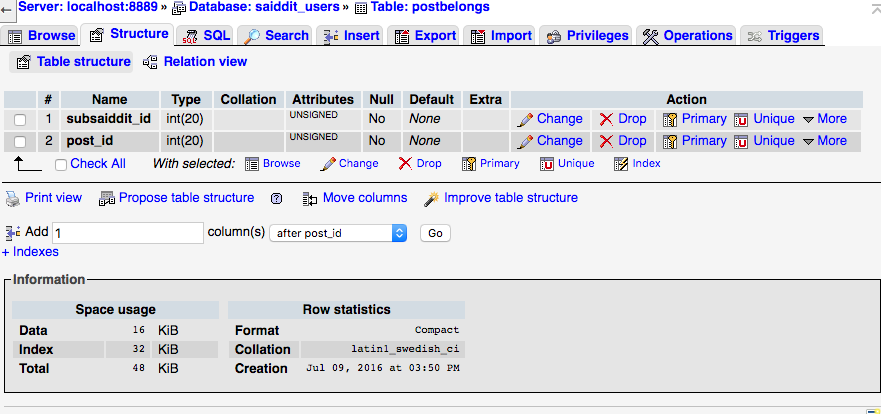 Server: localhost:8889 » Database: saiddit_users » Table: postbelongs
Browse Structure SQL Search Insert Export Import Privileges Operations Triggers
Table structure Relation view
# Name Type Collation Attributes Null Default Extra Action
1 subsaiddit_id int(20) UNSIGNED No None Change Drop Primary Unique More
2 post_id int(20) UNSIGNED No None Change Drop Primary Unique More
Check All With selected: Browse Change Drop Primary Unique Index
Print view Propose table structure Move columns Improve table structure
Add 1 column(s) after post_id Go
+ Indexes
Information
Space usage Row statistics
Data 16 KiB Format Compact
Index 32 KiB Collation latin1_swedish_ci
Total 48 KiB Creation Jul 09, 2016 at 03:50 PM